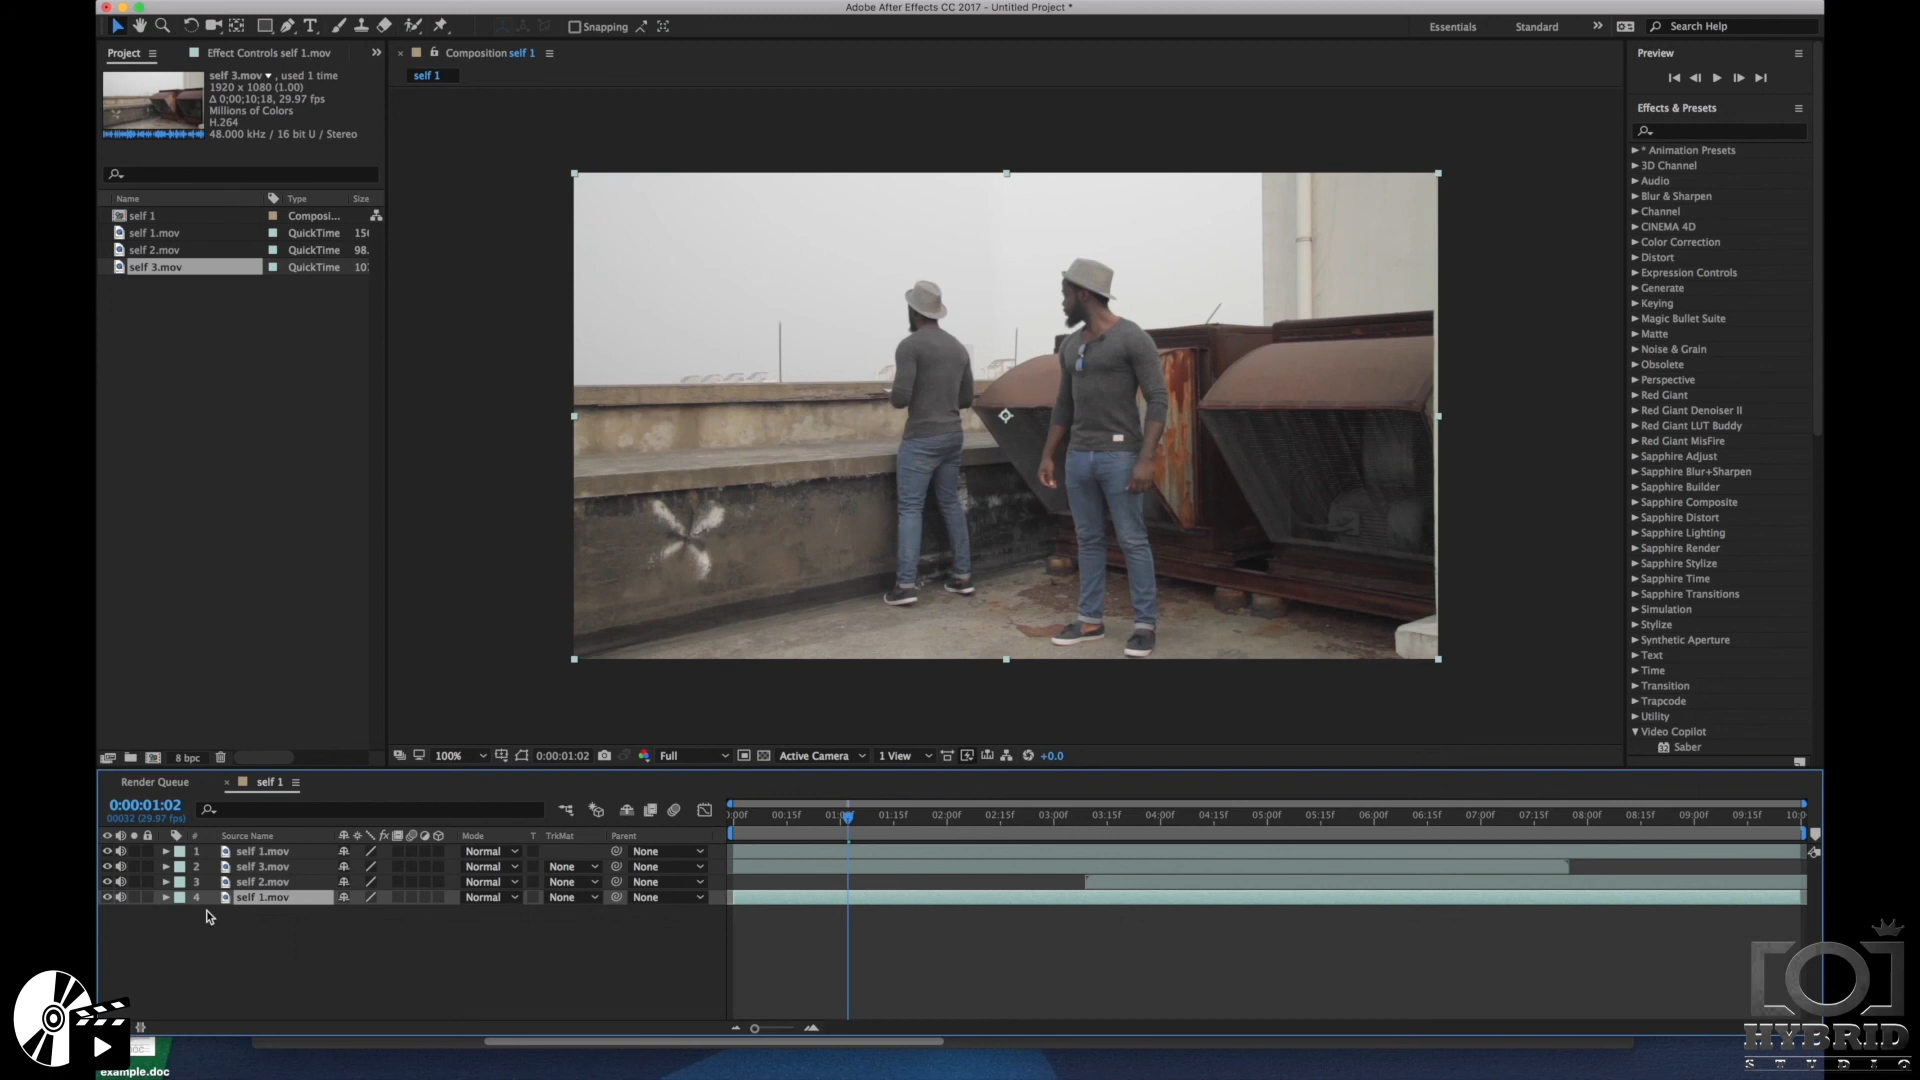 Adobe After Effects CC 2017 - Untitled Project *
Snapping
Essentials
Standard
Search Help
Project
Effect Controls self 1.mov
self 3.mov , used 1 time
1920 x 1080 (1.00)
Δ 0;00;10;18, 29.97 fps
Millions of Colors
H.264
48.000 kHz / 16 bit U / Stereo
Name Type Size
self 1 Composi...
self 1.mov QuickTime 156
self 2.mov QuickTime 98.
self 3.mov QuickTime 10
8 bpc
Composition self 1
self 1
100% 0:00:01:02 Full Active Camera 1 View +0.0
Preview
Effects & Presets
* Animation Presets
3D Channel
Audio
Blur & Sharpen
Channel
CINEMA 4D
Color Correction
Distort
Expression Controls
Generate
Keying
Magic Bullet Suite
Matte
Noise & Grain
Obsolete
Perspective
Red Giant
Red Giant Denoiser II
Red Giant LUT Buddy
Red Giant MisFire
Sapphire Adjust
Sapphire Blur+Sharpen
Sapphire Builder
Sapphire Composite
Sapphire Distort
Sapphire Lighting
Sapphire Render
Sapphire Stylize
Sapphire Time
Sapphire Transitions
Simulation
Stylize
Synthetic Aperture
Text
Time
Transition
Trapcode
Utility
Video Copilot
Saber
Render Queue
self 1
0:00:01:02
00032 (29.97 fps)
:00f 00:15f 01:00f 01:15f 02:00f 02:15f 03:00f 03:15f 04:00f 04:15f 05:00f 05:15f 06:00f 06:15f 07:00f 07:15f 08:00f 08:15f 09:00f 09:15f 10:0
# Source Name Mode T TrkMat Parent
1 self 1.mov Normal None
2 self 3.mov Normal None None
3 self 2.mov Normal None None
4 self 1.mov Normal None None
example.doc
HYBRID
STUDIO